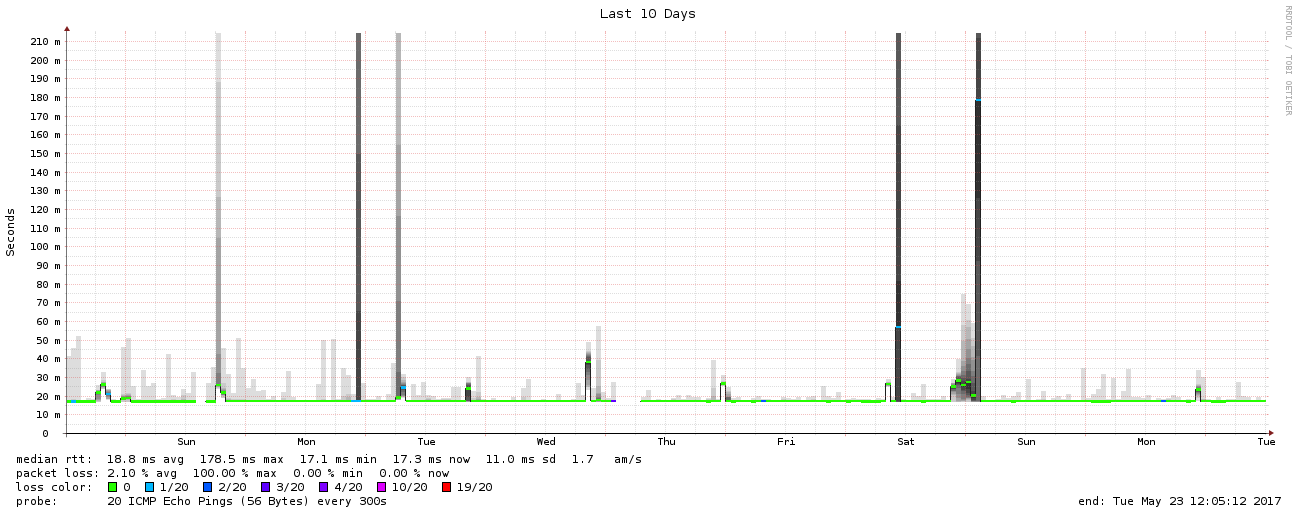 Last 10 Days
RRDTOOL / TOBI OETIKER
Seconds
210 m
200 m
190 m
180 m
170 m
160 m
150 m
140 m
130 m
120 m
110 m
100 m
90 m
80 m
70 m
60 m
50 m
40 m
30 m
20 m
10 m
0
Sun Mon Tue Wed Thu Fri Sat Sun Mon Tue
median rtt: 18.8 ms avg 178.5 ms max 17.1 ms min 17.3 ms now 11.0 ms sd 1.7 am/s
packet loss: 2.10 % avg 100.00 % max 0.00 % min 0.00 % now
loss color: 0 1/20 2/20 3/20 4/20 10/20 19/20
probe: 20 ICMP Echo Pings (56 Bytes) every 300s end: Tue May 23 12:05:12 2017